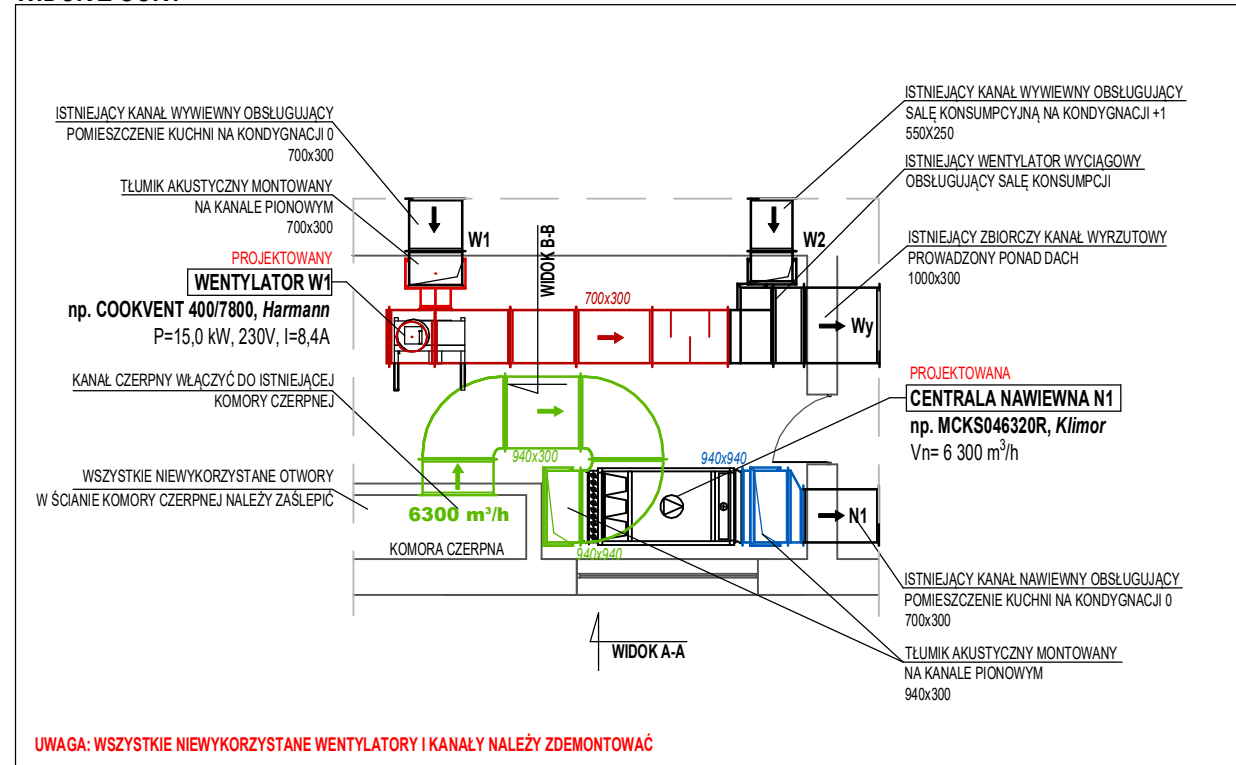 ISTNIEJĄCY KANAŁ WYWIEWNY OBSŁUGUJĄCY
POMIESZCZENIE KUCHNI NA KONDYGNACJI 0
700x300
TŁUMIK AKUSTYCZNY MONTOWANY
NA KANALE PIONOWYM
700x300
PROJEKTOWANY
WENTYLATOR W1
np. COOKVENT 400/7800, Harmann
P=15,0 kW, 230V, I=8,4A
KANAŁ CZERPNY WŁĄCZYĆ DO ISTNIEJĄCEJ
KOMORY CZERPNEJ
WSZYSTKIE NIEWYKORZYSTANE OTWORY
W ŚCIANIE KOMORY CZERPNEJ NALEŻY ZAŚLEPIĆ
W1
WIDOK B-B
700x300
W2
Wy
940x300
940x940
6300 m³/h
KOMORA CZERPNA
940x940
N1
WIDOK A-A
ISTNIEJĄCY KANAŁ WYWIEWNY OBSŁUGUJĄCY
SALĘ KONSUMPCYJNĄ NA KONDYGNACJI +1
550X250
ISTNIEJĄCY WENTYLATOR WYCIĄGOWY
OBSŁUGUJĄCY SALĘ KONSUMPCJI
ISTNIEJĄCY ZBIORCZY KANAŁ WYRZUTOWY
PROWADZONY PONAD DACH
1000x300
PROJEKTOWANA
CENTRALA NAWIEWNA N1
np. MCKS046320R, Klimor
Vn= 6 300 m³/h
ISTNIEJĄCY KANAŁ NAWIEWNY OBSŁUGUJĄCY
POMIESZCZENIE KUCHNI NA KONDYGNACJI 0
700x300
TŁUMIK AKUSTYCZNY MONTOWANY
NA KANALE PIONOWYM
940x300
UWAGA: WSZYSTKIE NIEWYKORZYSTANE WENTYLATORY I KANAŁY NALEŻY ZDEMONTOWAĆ